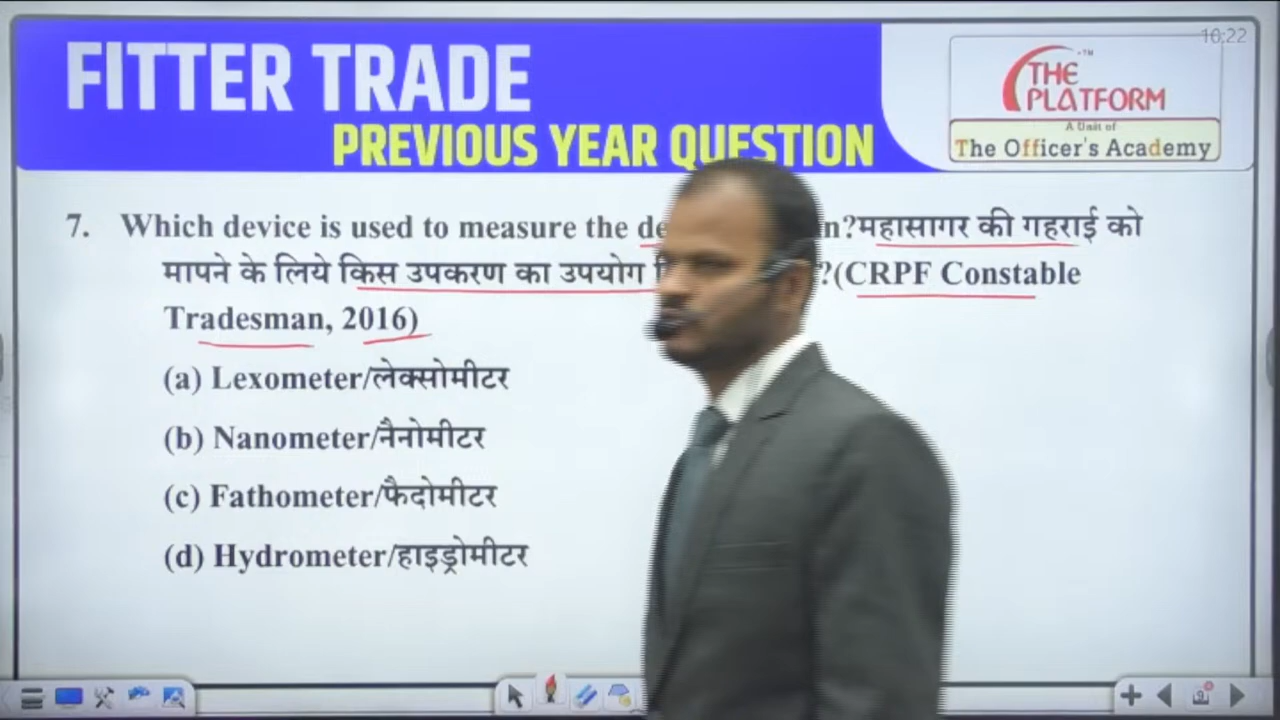 FITTER TRADE
PREVIOUS YEAR QUESTION
10:22
THE
PLATFORM
A Unit of
The Officer's Academy
7. Which device is used to measure the de n?महासागर की गहराई को
मापने के लिये किस उपकरण का उपयोग ?(CRPF Constable
Tradesman, 2016)
(a) Lexometer/लेक्सोमीटर
(b) Nanometer/नैनोमीटर
(c) Fathometer/फैदोमीटर
(d) Hydrometer/हाइड्रोमीटर